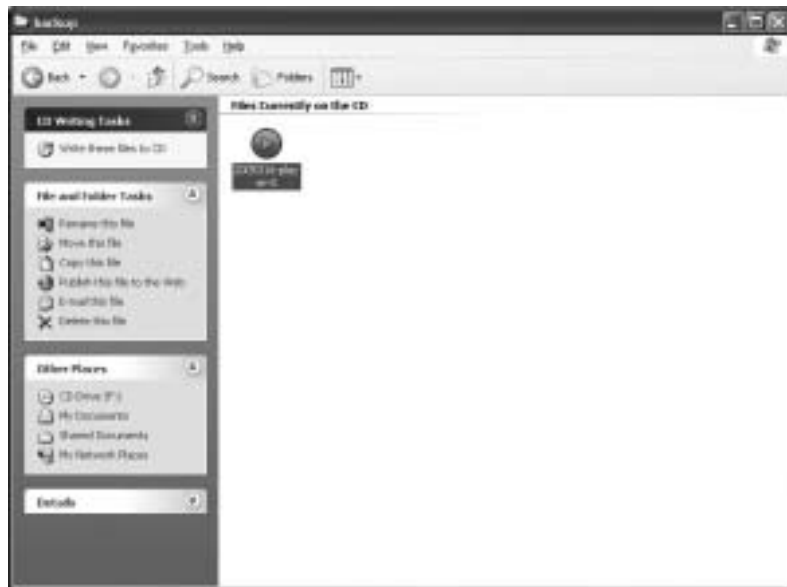 backup
File Edit View Favorites Tools Help
Back Search Folders
Files Currently on the CD
CD Writing Tasks
Write these files to CD
File and Folder Tasks
Rename this file
Move this file
Copy this file
Publish this file to the Web
E-mail this file
Delete this file
Other Places
CD Drive (F:)
My Documents
Shared Documents
My Network Places
Details